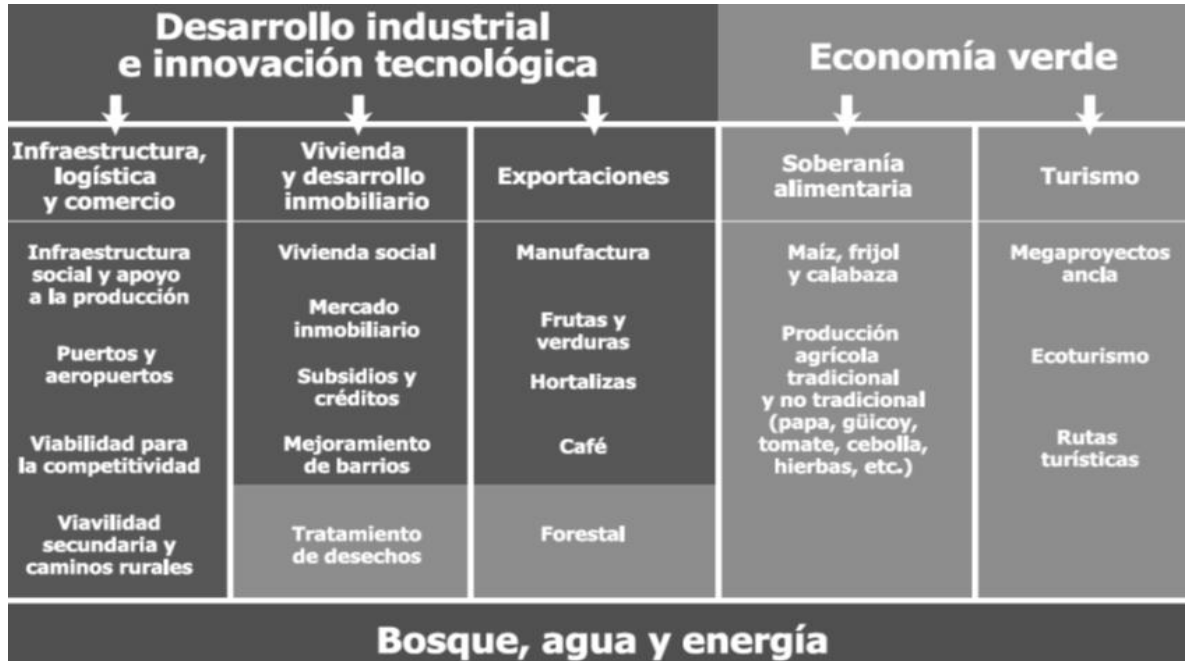 Desarrollo industrial
e innovación tecnológica
Economía verde
Infraestructura,
logística
y comercio
Vivienda
y desarrollo
inmobiliario
Exportaciones
Soberanía
alimentaria
Turismo
Infraestructura
social y apoyo
a la producción
Puertos y
aeropuertos
Viabilidad para
la competitividad
Viavilidad
secundaria y
caminos rurales
Vivienda social
Mercado
inmobiliario
Subsidios y
créditos
Mejoramiento
de barrios
Tratamiento
de desechos
Manufactura
Frutas y
verduras
Hortalizas
Café
Forestal
Maíz, frijol
y calabaza
Producción
agrícola
tradicional
y no tradicional
(papa, güicoy,
tomate, cebolla,
hierbas, etc.)
Megaproyectos
ancla
Ecoturismo
Rutas
turísticas
Bosque, agua y energía